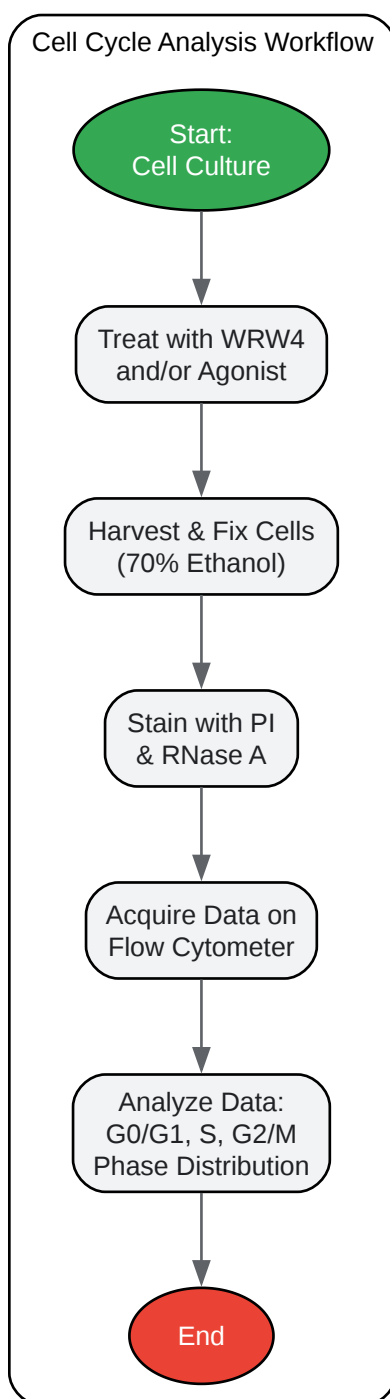 Cell Cycle Analysis Workflow
Start:
Cell Culture
Treat with WRW4
and/or Agonist
Harvest & Fix Cells
(70% Ethanol)
Stain with PI
& RNase A
Acquire Data on
Flow Cytometer
Analyze Data:
G0/G1, S, G2/M
Phase Distribution
End